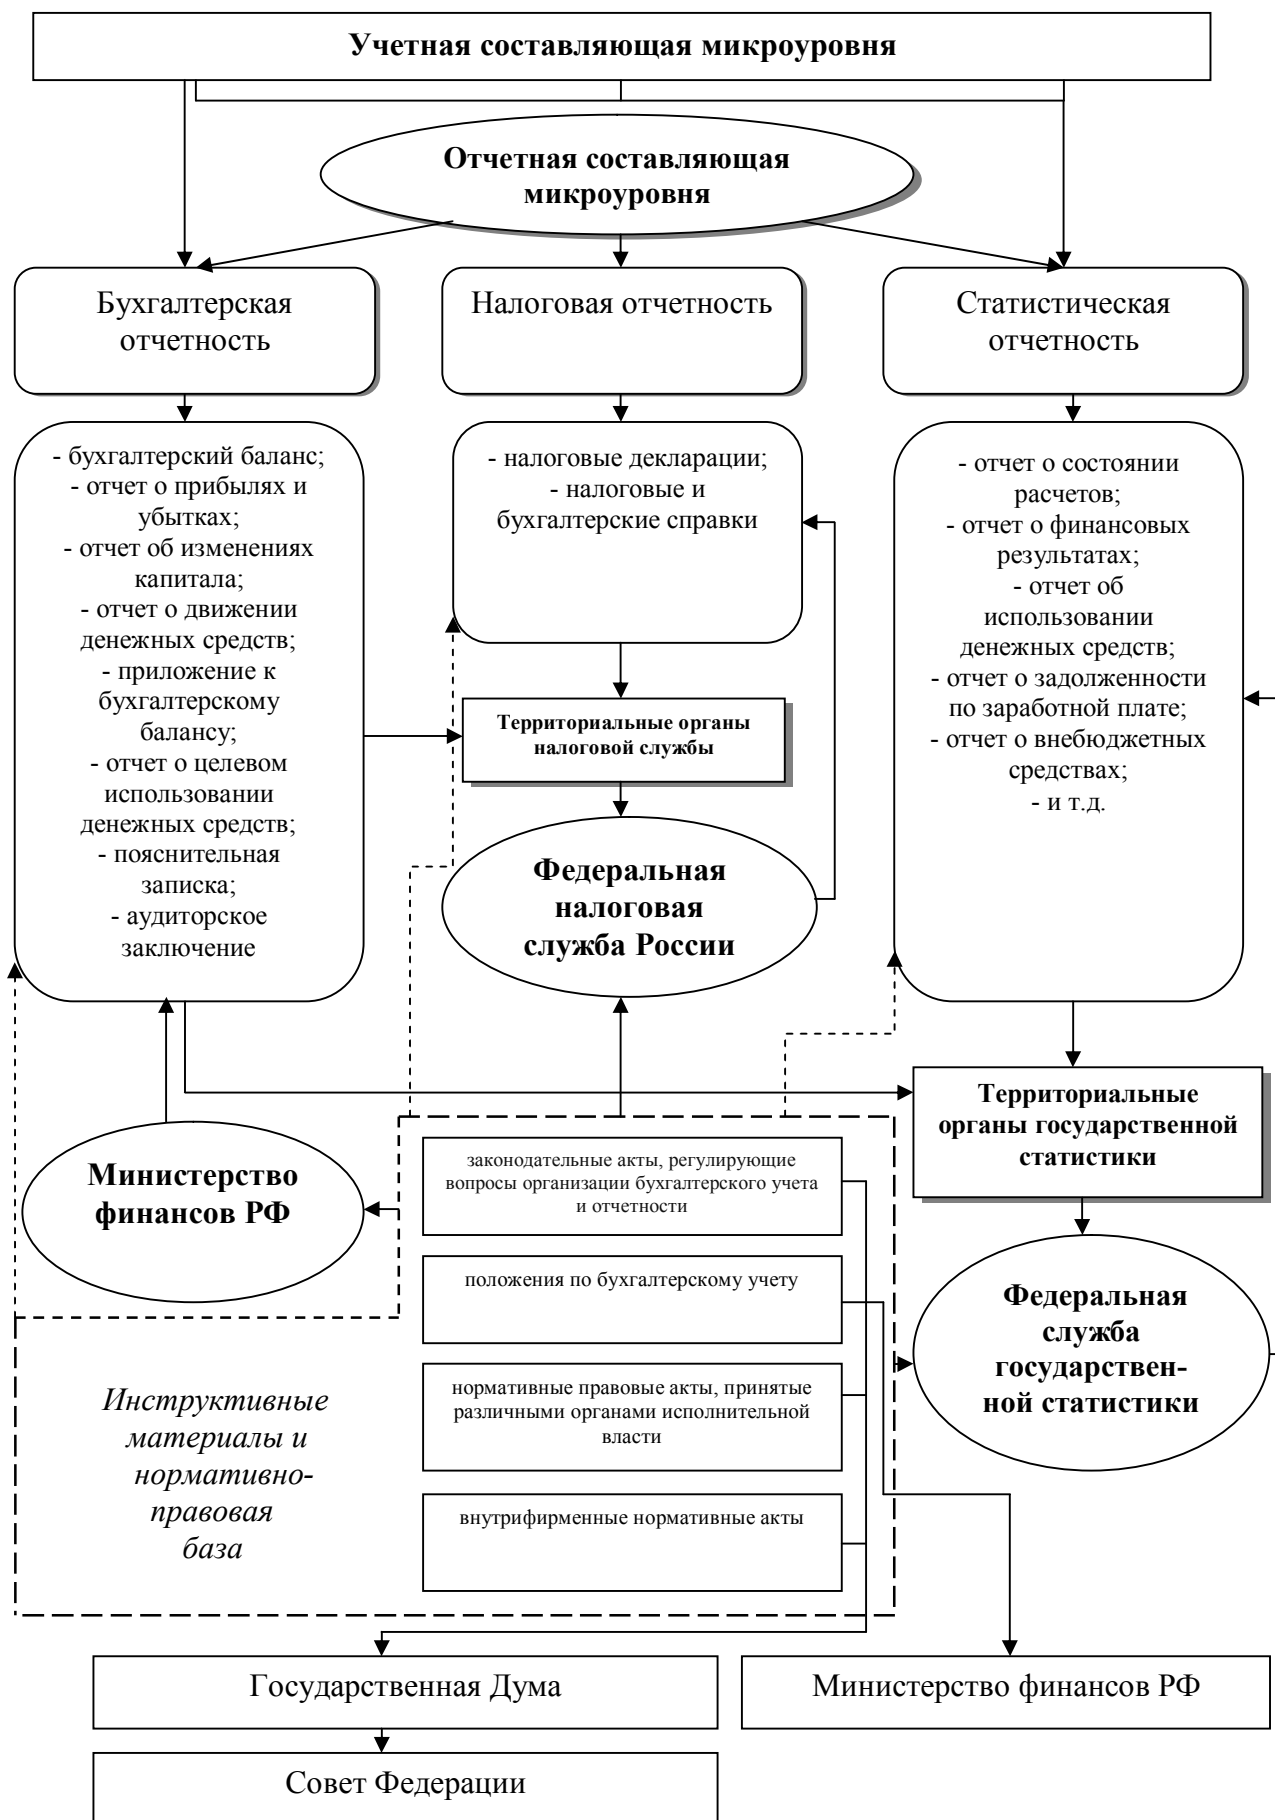 Учетная составляющая микроуровня
Отчетная составляющая
микроуровня
Бухгалтерская
отчетность
Налоговая отчетность
Статистическая
отчетность
- бухгалтерский баланс;
- отчет о прибылях и
убытках;
- отчет об изменениях
капитала;
- отчет о движении
денежных средств;
- приложение к
бухгалтерскому
балансу;
- отчет о целевом
использовании
денежных средств;
- пояснительная
записка;
- аудиторское
заключение
- налоговые декларации;
- налоговые и
бухгалтерские справки
- отчет о состоянии
расчетов;
- отчет о финансовых
результатах;
- отчет об
использовании
денежных средств;
- отчет о задолженности
по заработной плате;
- отчет о внебюджетных
средствах;
- и т.д.
Территориальные органы
налоговой службы
Федеральная
налоговая
служба России
Территориальные
органы государственной
статистики
Министерство
финансов РФ
законодательные акты, регулирующие
вопросы организации бухгалтерского учета
и отчетности
положения по бухгалтерскому учету
Федеральная
служба
государствен-
ной статистики
Инструктивные
материалы и
нормативно-
правовая
база
нормативные правовые акты, принятые
различными органами исполнительной
власти
внутрифирменные нормативные акты
Государственная Дума
Министерство финансов РФ
Совет Федерации